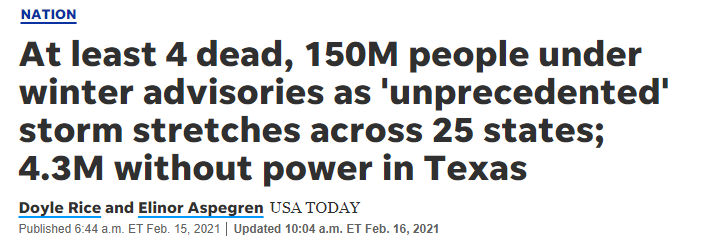 NATION
At least 4 dead, 150M people under
winter advisories as 'unprecedented'
storm stretches across 25 states;
4.3M without power in Texas
Doyle Rice and Elinor Aspegren USA TODAY
Published 6:44 a.m. ET Feb. 15, 2021 | Updated 10:04 a.m. ET Feb. 16, 2021